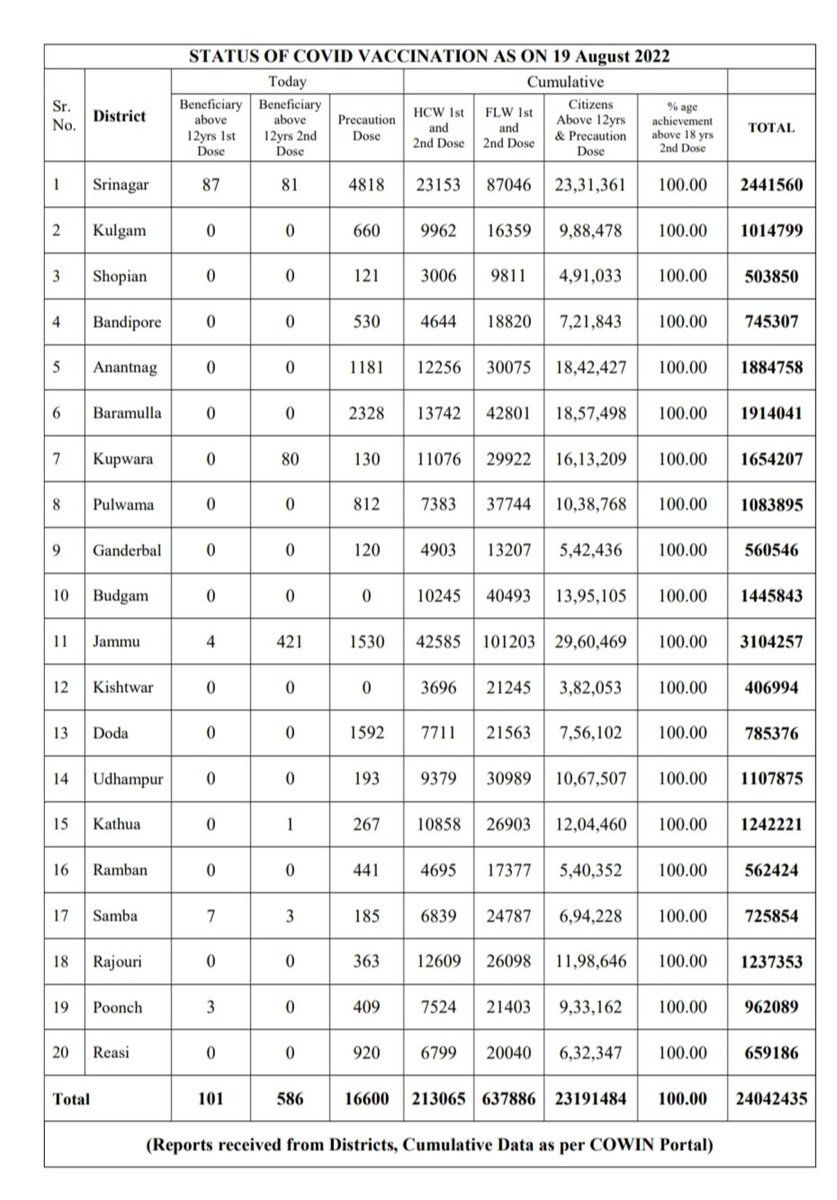 STATUS OF COVID VACCINATION AS ON 19 August 2022
Sr. No. District Today Cumulative
Beneficiary above 12yrs 1st Dose Beneficiary above 12yrs 2nd Dose Precaution Dose HCW 1st and 2nd Dose FLW 1st and 2nd Dose Citizens Above 12yrs & Precaution Dose % age achievement above 18 yrs 2nd Dose TOTAL
1 Srinagar 87 81 4818 23153 87046 23,31,361 100.00 2441560
2 Kulgam 0 0 660 9962 16359 9,88,478 100.00 1014799
3 Shopian 0 0 121 3006 9811 4,91,033 100.00 503850
4 Bandipore 0 0 530 4644 18820 7,21,843 100.00 745307
5 Anantnag 0 0 1181 12256 30075 18,42,427 100.00 1884758
6 Baramulla 0 0 2328 13742 42801 18,57,498 100.00 1914041
7 Kupwara 0 80 130 11076 29922 16,13,209 100.00 1654207
8 Pulwama 0 0 812 7383 37744 10,38,768 100.00 1083895
9 Ganderbal 0 0 120 4903 13207 5,42,436 100.00 560546
10 Budgam 0 0 0 10245 40493 13,95,105 100.00 1445843
11 Jammu 4 421 1530 42585 101203 29,60,469 100.00 3104257
12 Kishtwar 0 0 0 3696 21245 3,82,053 100.00 406994
13 Doda 0 0 1592 7711 21563 7,56,102 100.00 785376
14 Udhampur 0 0 193 9379 30989 10,67,507 100.00 1107875
15 Kathua 0 1 267 10858 26903 12,04,460 100.00 1242221
16 Ramban 0 0 441 4695 17377 5,40,352 100.00 562424
17 Samba 7 3 185 6839 24787 6,94,228 100.00 725854
18 Rajouri 0 0 363 12609 26098 11,98,646 100.00 1237353
19 Poonch 3 0 409 7524 21403 9,33,162 100.00 962089
20 Reasi 0 0 920 6799 20040 6,32,347 100.00 659186
Total 101 586 16600 213065 637886 23191484 100.00 24042435
(Reports received from Districts, Cumulative Data as per COWIN Portal)